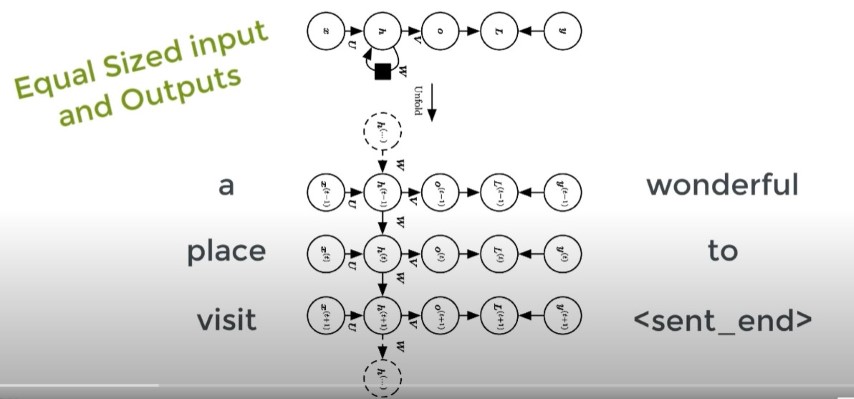 Equal Sized input
and Outputs
x U h V o L y
W
Unfold
h(...)
W
a x(t−1) U h(t−1) V o(t−1) L(t−1) y(t−1) wonderful
W
place x(t) U h(t) V o(t) L(t) y(t) to
W
visit x(t+1) U h(t+1) V o(t+1) L(t+1) y(t+1) <sent_end>
W
h(...)